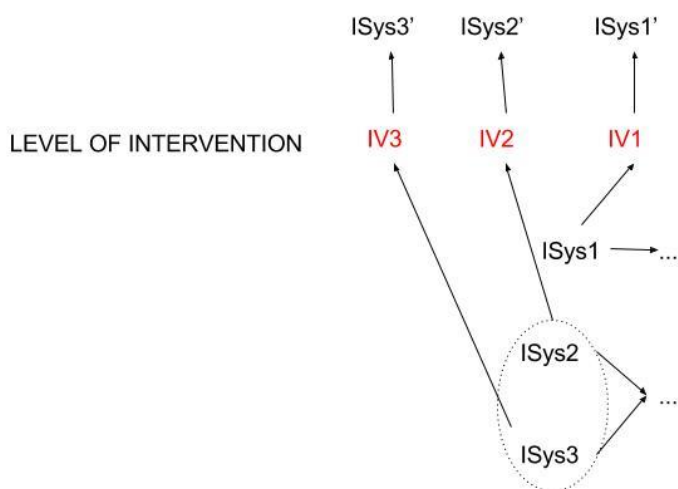 ISys3’ ISys2’ ISys1’
LEVEL OF INTERVENTION IV3 IV2 IV1
ISys1 ...
ISys2
...
ISys3